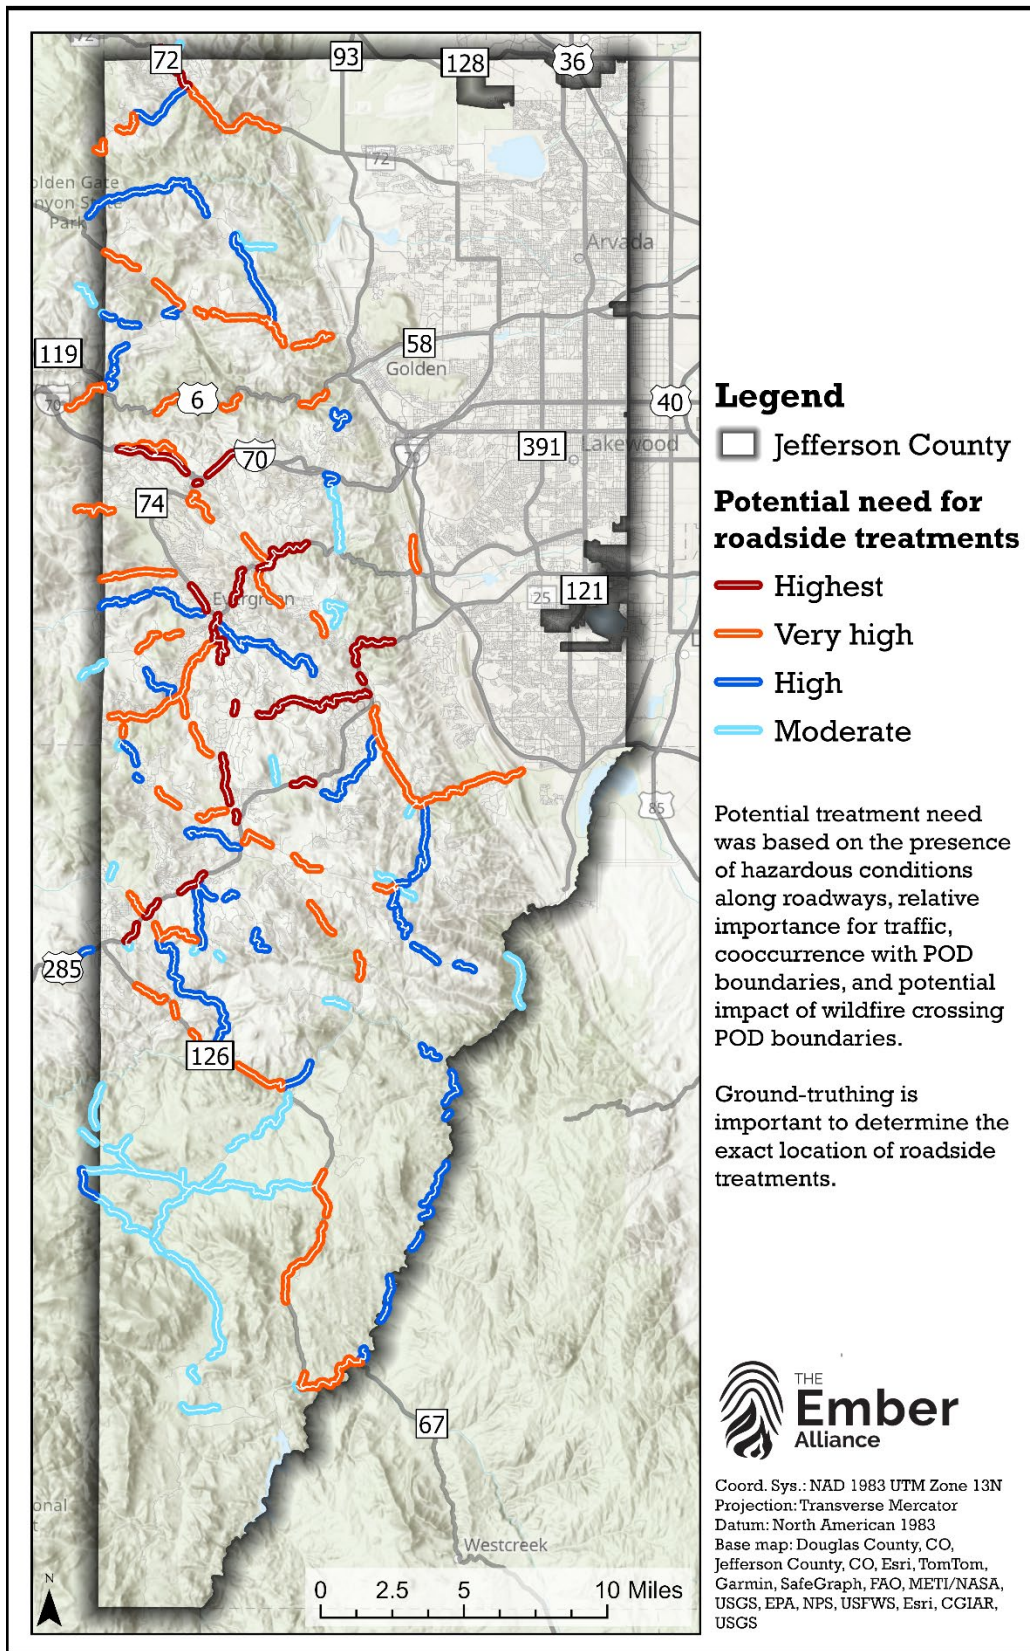 72
93
128
36
72
72
olden Gate
nyon State
Park
Arvada
119
58
Golden
70
6
40
391
Lakewood
70
70
74
Evergreen
25
121
85
285
126
67
Westcreek
onal
t.
N
0 2.5 5 10 Miles
Legend
Jefferson County
Potential need for
roadside treatments
Highest
Very high
High
Moderate
Potential treatment need
was based on the presence
of hazardous conditions
along roadways, relative
importance for traffic,
cooccurrence with POD
boundaries, and potential
impact of wildfire crossing
POD boundaries.
Ground-truthing is
important to determine the
exact location of roadside
treatments.
THE
Ember
Alliance
Coord. Sys.: NAD 1983 UTM Zone 13N
Projection: Transverse Mercator
Datum: North American 1983
Base map: Douglas County, CO,
Jefferson County, CO, Esri, TomTom,
Garmin, SafeGraph, FAO, METI/NASA,
USGS, EPA, NPS, USFWS, Esri, CGIAR,
USGS